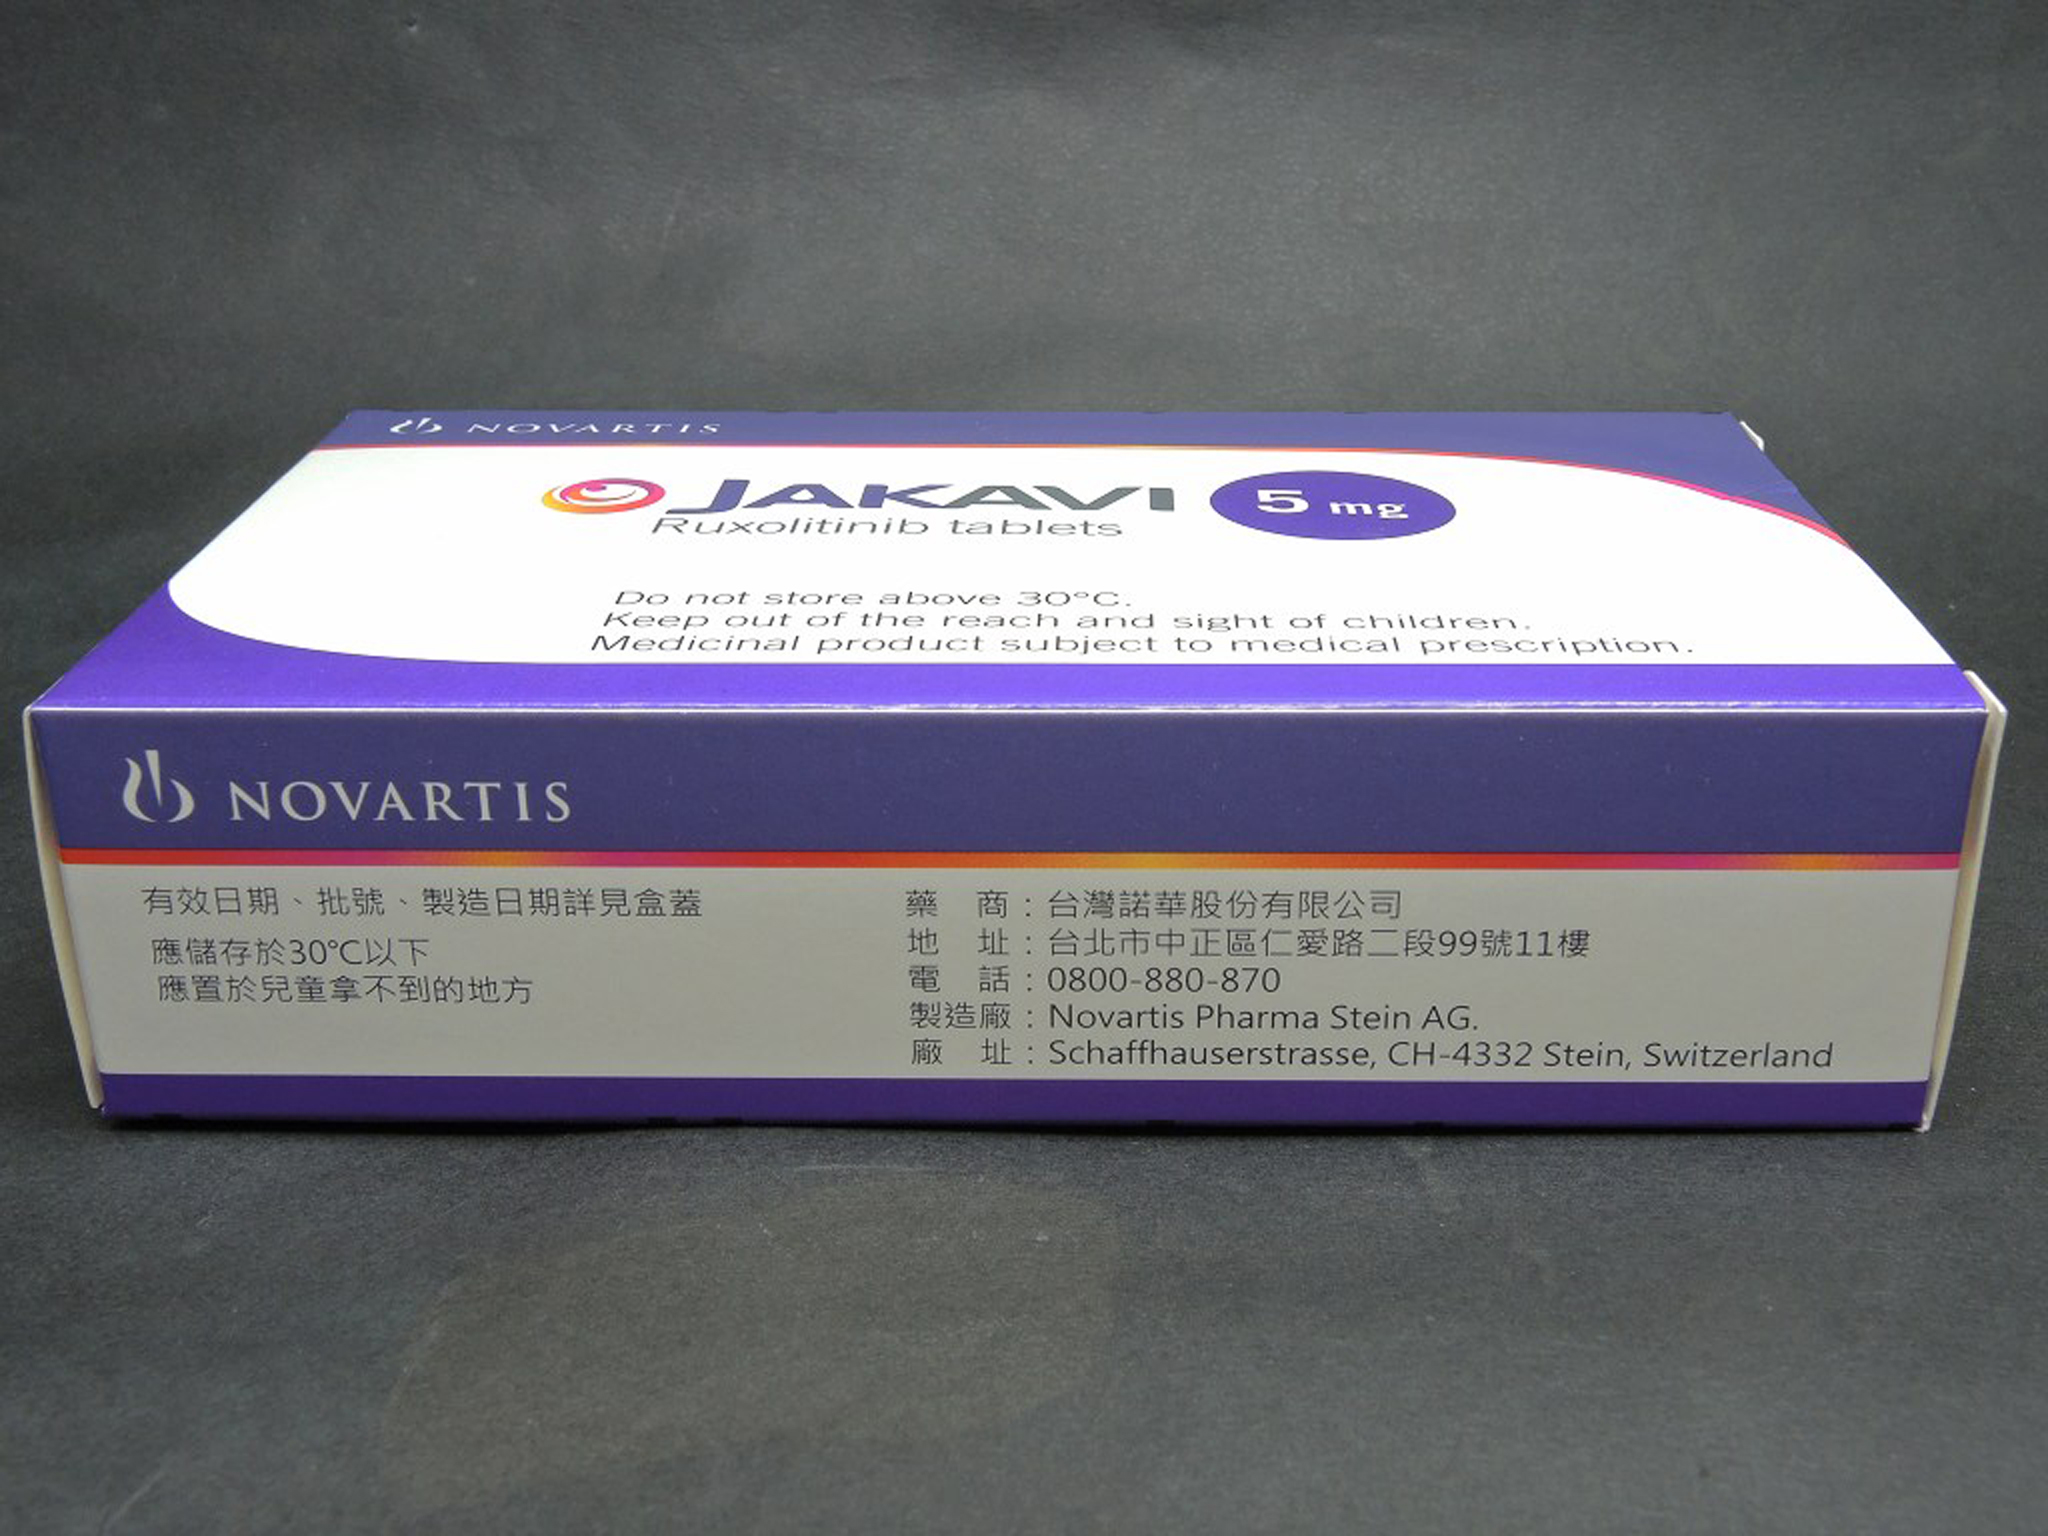 NOVARTIS
JAKAVI 5 mg
Ruxolitinib tablets
Do not store above 30°C.
Keep out of the reach and sight of children.
Medicinal product subject to medical prescription.
NOVARTIS
有效日期、批號、製造日期詳見盒蓋
應儲存於30℃以下
應置於兒童拿不到的地方
藥 商：台灣諾華股份有限公司
地 址：台北市中正區仁愛路二段99號11樓
電 話：0800-880-870
製造廠：Novartis Pharma Stein AG.
廠 址：Schaffhauserstrasse, CH-4332 Stein, Switzerland